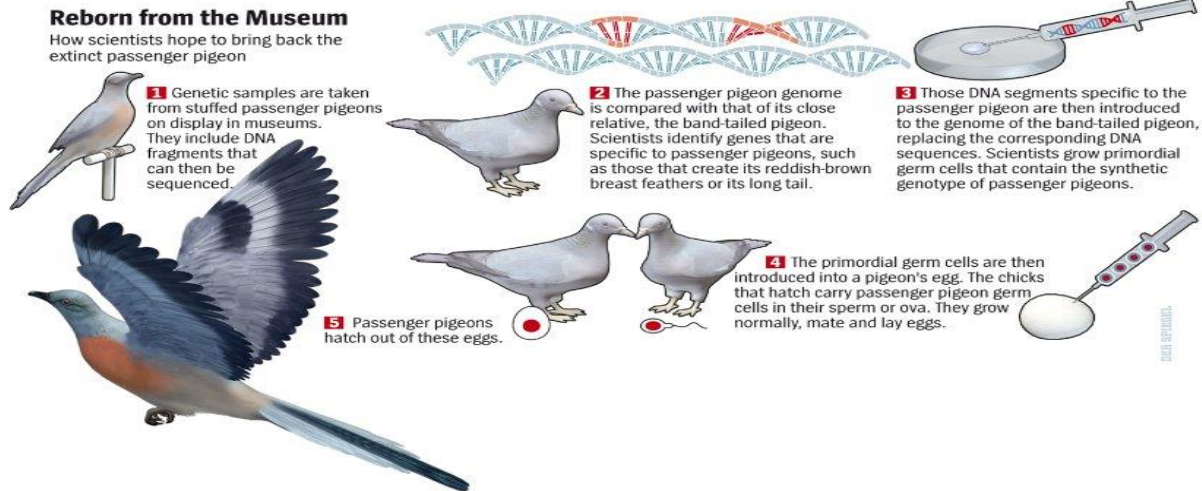 Reborn from the Museum
How scientists hope to bring back the
extinct passenger pigeon
1 Genetic samples are taken
from stuffed passenger pigeons
on display in museums.
They include DNA
fragments that
can then be
sequenced.
2 The passenger pigeon genome
is compared with that of its close
relative, the band-tailed pigeon.
Scientists identify genes that are
specific to passenger pigeons, such
as those that create its reddish-brown
breast feathers or its long tail.
3 Those DNA segments specific to the
passenger pigeon are then introduced
to the genome of the band-tailed pigeon,
replacing the corresponding DNA
sequences. Scientists grow primordial
germ cells that contain the synthetic
genotype of passenger pigeons.
4 The primordial germ cells are then
introduced into a pigeon's egg. The chicks
that hatch carry passenger pigeon germ
cells in their sperm or ova. They grow
normally, mate and lay eggs.
5 Passenger pigeons
hatch out of these eggs.
DER SPIEGEL